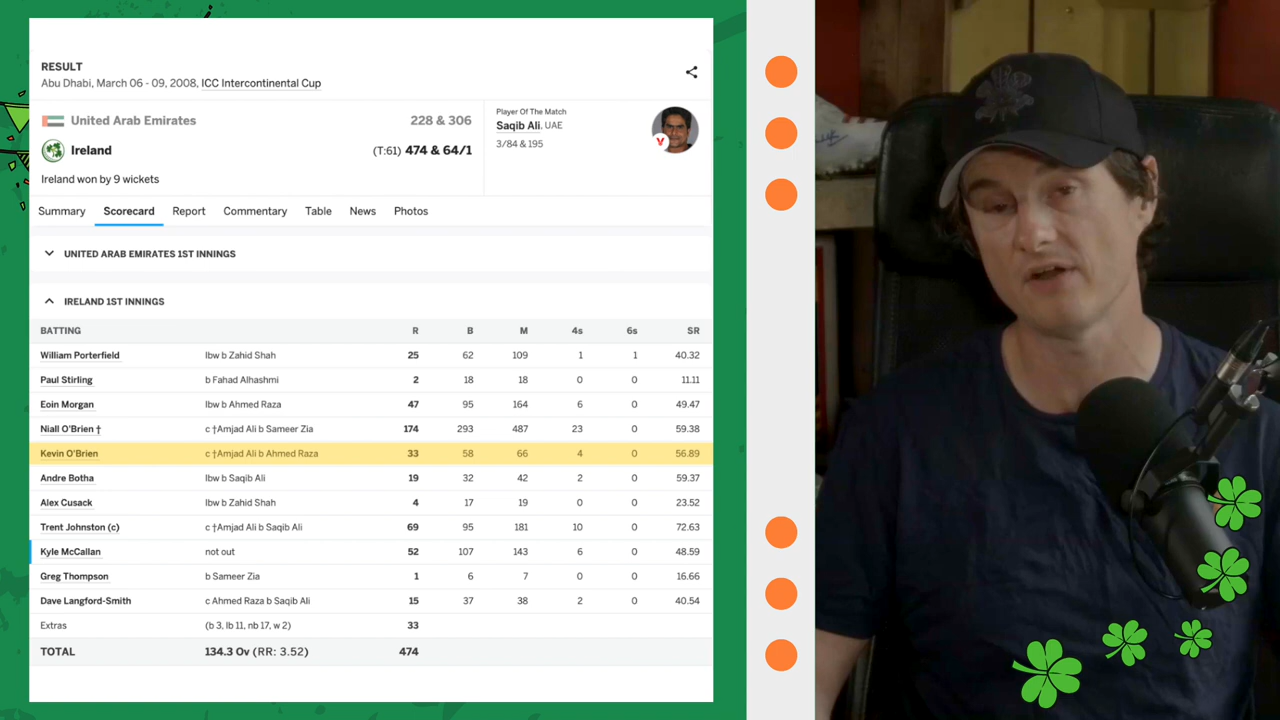 RESULT
Abu Dhabi, March 06 - 09, 2008, ICC Intercontinental Cup
United Arab Emirates 228 & 306
Ireland (T:61) 474 & 64/1
Ireland won by 9 wickets
Player Of The Match
Saqib Ali, UAE
3/84 & 195
Summary Scorecard Report Commentary Table News Photos
UNITED ARAB EMIRATES 1ST INNINGS
IRELAND 1ST INNINGS
BATTING R B M 4s 6s SR
William Porterfield lbw b Zahid Shah 25 62 109 1 1 40.32
Paul Stirling b Fahad Alhashmi 2 18 18 0 0 11.11
Eoin Morgan lbw b Ahmed Raza 47 95 164 6 0 49.47
Niall O'Brien † c †Amjad Ali b Sameer Zia 174 293 487 23 0 59.38
Kevin O'Brien c †Amjad Ali b Ahmed Raza 33 58 66 4 0 56.89
Andre Botha lbw b Saqib Ali 19 32 42 2 0 59.37
Alex Cusack lbw b Zahid Shah 4 17 19 0 0 23.52
Trent Johnston (c) c †Amjad Ali b Saqib Ali 69 95 181 10 0 72.63
Kyle McCallan not out 52 107 143 6 0 48.59
Greg Thompson b Sameer Zia 1 6 7 0 0 16.66
Dave Langford-Smith c Ahmed Raza b Saqib Ali 15 37 38 2 0 40.54
Extras (b 3, lb 11, nb 17, w 2) 33
TOTAL 134.3 Ov (RR: 3.52) 474